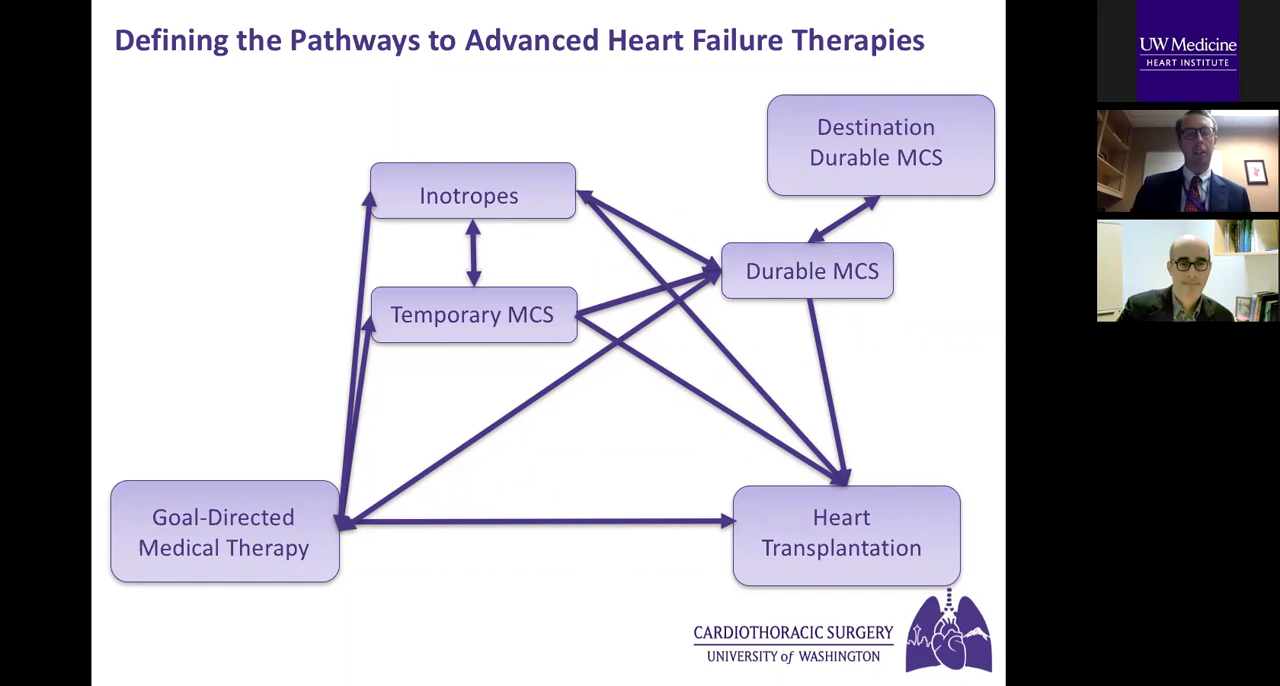 Defining the Pathways to Advanced Heart Failure Therapies
UW Medicine
HEART INSTITUTE
Destination
Durable MCS
Inotropes
Durable MCS
Temporary MCS
Goal-Directed
Medical Therapy
Heart
Transplantation
CARDIOTHORACIC SURGERY
UNIVERSITY of WASHINGTON